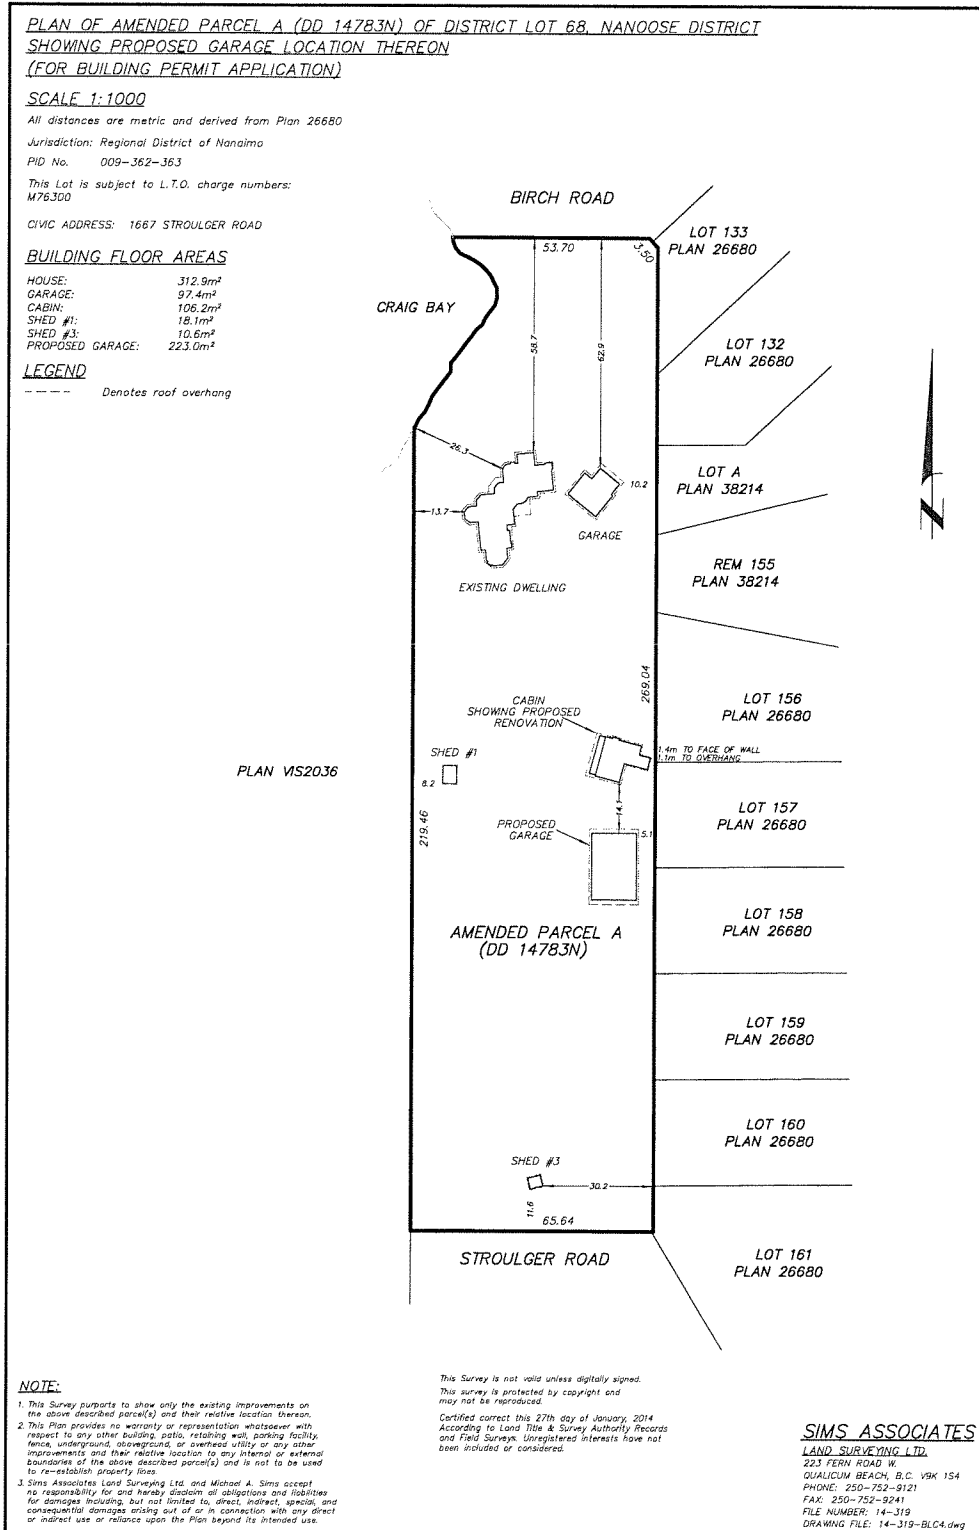 PLAN OF AMENDED PARCEL A (DD 14783N) OF DISTRICT LOT 68, NANOOSE DISTRICT
SHOWING PROPOSED GARAGE LOCATION THEREON
(FOR BUILDING PERMIT APPLICATION)
SCALE 1:1000
All distances are metric and derived from Plan 26680
Jurisdiction: Regional District of Nanaimo
PID No. 009-362-363
This Lot is subject to L.T.O. charge numbers:
M76300
CIVIC ADDRESS: 1667 STROULGER ROAD
BUILDING FLOOR AREAS
HOUSE: 312.9m²
GARAGE: 97.4m²
CABIN: 106.2m²
SHED #1: 18.1m²
SHED #3: 10.6m²
PROPOSED GARAGE: 223.0m²
LEGEND
----- Denotes roof overhang
BIRCH ROAD
53.70
3.50
LOT 133
PLAN 26680
CRAIG BAY
58.7
62.9
LOT 132
PLAN 26680
26.3
LOT A
PLAN 38214
10.2
13.7
GARAGE
EXISTING DWELLING
REM 155
PLAN 38214
269.04
CABIN
SHOWING PROPOSED
RENOVATION
LOT 156
PLAN 26680
1.4m TO FACE OF WALL
1.1m TO OVERHANG
SHED #1
8.2
PLAN VIS2036
14.1
219.46
PROPOSED
GARAGE
5.1
LOT 157
PLAN 26680
AMENDED PARCEL A
(DD 14783N)
LOT 158
PLAN 26680
LOT 159
PLAN 26680
LOT 160
PLAN 26680
SHED #3
30.2
11.6
65.64
STROULGER ROAD
LOT 161
PLAN 26680
NOTE:
1. This Survey purports to show only the existing improvements on
the above described parcel(s) and their relative location thereon.
2. This Plan provides no warranty or representation whatsoever with
respect to any other building, patio, retaining wall, parking facility,
fence, underground, aboveground, or overhead utility or any other
improvements and their relative location to any internal or external
boundaries of the above described parcel(s) and is not to be used
to re-establish property lines.
3. Sims Associates Land Surveying Ltd. and Michael A. Sims accept
no responsibility for and hereby disclaim all obligations and liabilities
for damages including, but not limited to, direct, indirect, special, and
consequential damages arising out of or in connection with any direct
or indirect use or reliance upon the Plan beyond its intended use.
This Survey is not valid unless digitally signed.
This survey is protected by copyright and
may not be reproduced.
Certified correct this 27th day of January, 2014
According to Land Title & Survey Authority Records
and Field Surveys. Unregistered interests have not
been included or considered.
SIMS ASSOCIATES
LAND SURVEYING LTD.
223 FERN ROAD W.
QUALICUM BEACH, B.C. V9K 1S4
PHONE: 250-752-9121
FAX: 250-752-9241
FILE NUMBER: 14-319
DRAWING FILE: 14-319-BLC4.dwg